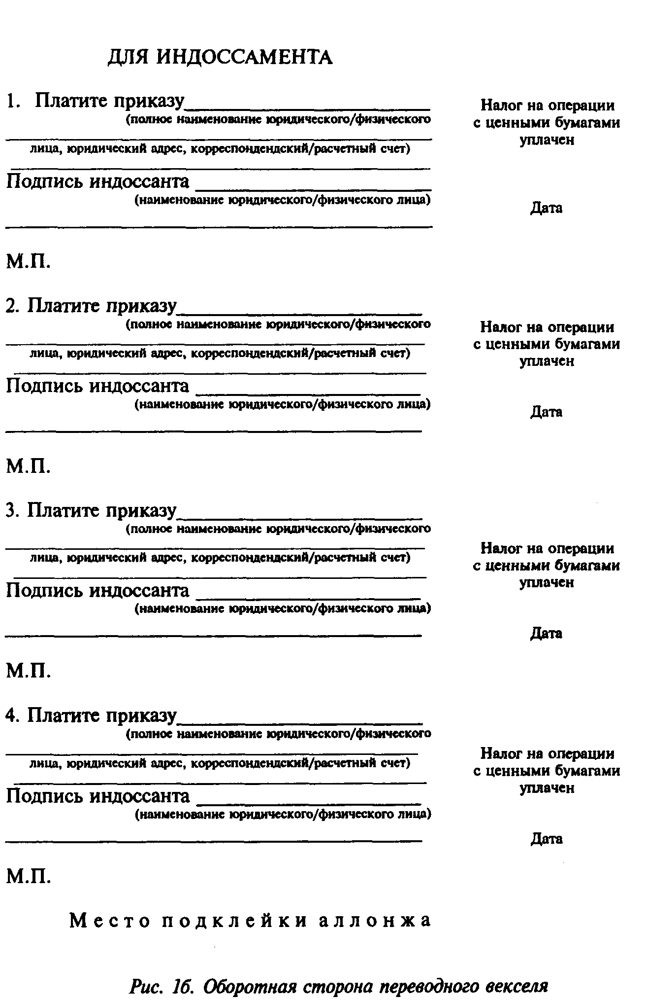 ДЛЯ ИНДОССАМЕНТА
1. Платите приказу
(полное наименование юридического/физического
лица, юридический адрес, корреспондендский/расчетный счет)
Подпись индоссанта
(наименование юридического/физического лица)
М.П.
Налог на операции
с ценными бумагами
уплачен
Дата
2. Платите приказу
(полное наименование юридического/физического
лица, юридический адрес, корреспондендский/расчетный счет)
Подпись индоссанта
(наименование юридического/физического лица)
М.П.
Налог на операции
с ценными бумагами
уплачен
Дата
3. Платите приказу
(полное наименование юридического/физического
лица, юридический адрес, корреспондендский/расчетный счет)
Подпись индоссанта
(наименование юридического/физического лица)
М.П.
Налог на операции
с ценными бумагами
уплачен
Дата
4. Платите приказу
(полное наименование юридического/физического
лица, юридический адрес, корреспондендский/расчетный счет)
Подпись индоссанта
(наименование юридического/физического лица)
М.П.
Налог на операции
с ценными бумагами
уплачен
Дата
Место подклейки аллонжа
Рис. 1б. Оборотная сторона переводного векселя